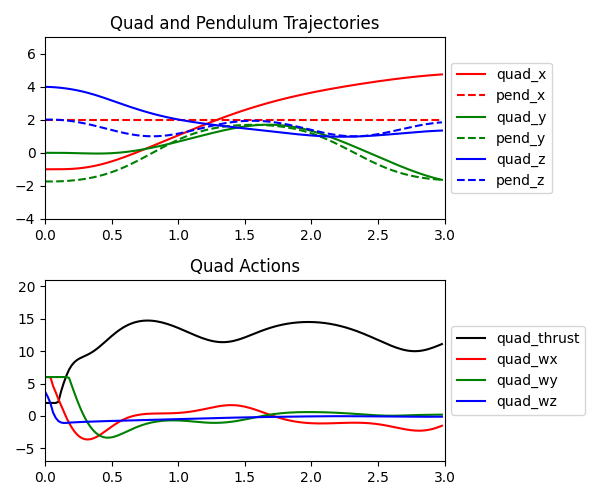 Quad and Pendulum Trajectories
6
4
2
0
−2
−4
0.0 0.5 1.0 1.5 2.0 2.5 3.0
quad_x
pend_x
quad_y
pend_y
quad_z
pend_z
Quad Actions
20
15
10
5
0
−5
0.0 0.5 1.0 1.5 2.0 2.5 3.0
quad_thrust
quad_wx
quad_wy
quad_wz